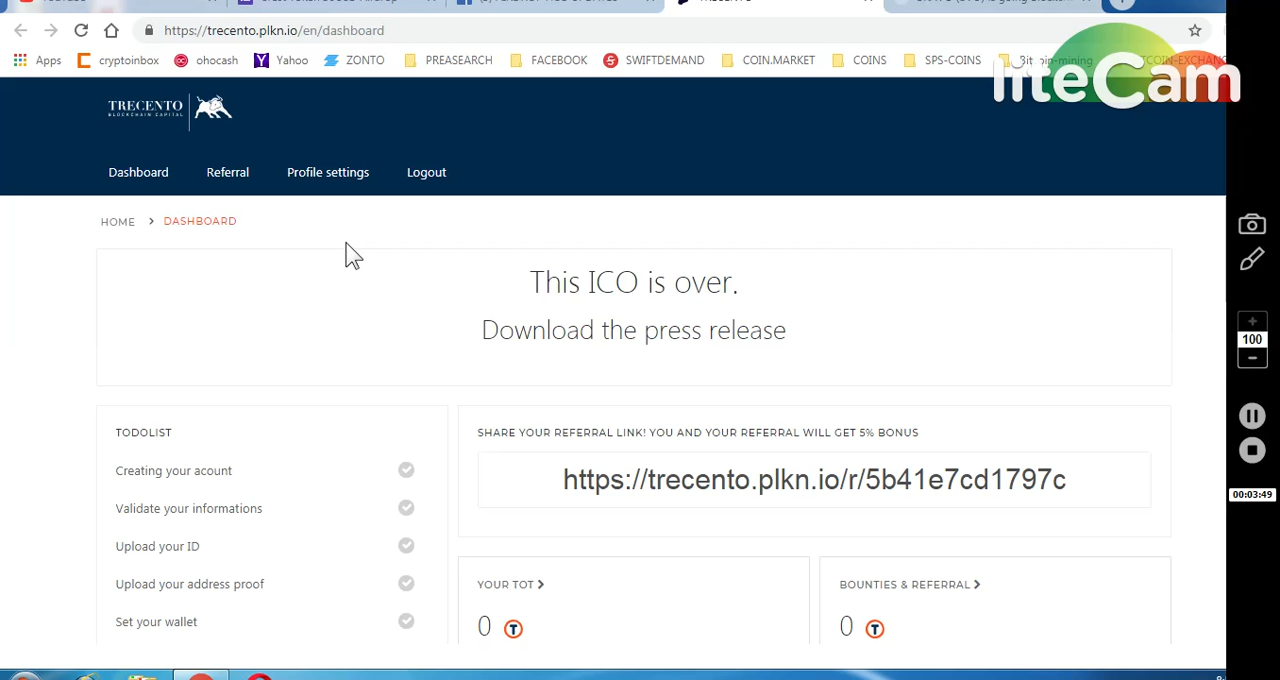 https://trecento.plkn.io/en/dashboard
Apps cryptoinbox ohocash Yahoo ZONTO PREASEARCH FACEBOOK SWIFTDEMAND COIN.MARKET COINS SPS-COINS
liteCam
TRECENTO
BLOCKCHAIN CAPITAL
Dashboard Referral Profile settings Logout
HOME > DASHBOARD
This ICO is over.
Download the press release
TODOLIST
Creating your acount
Validate your informations
Upload your ID
Upload your address proof
Set your wallet
SHARE YOUR REFERRAL LINK! YOU AND YOUR REFERRAL WILL GET 5% BONUS
https://trecento.plkn.io/r/5b41e7cd1797c
YOUR TOT >
0 T
BOUNTIES & REFERRAL >
0 T
+
100
-
00:03:49